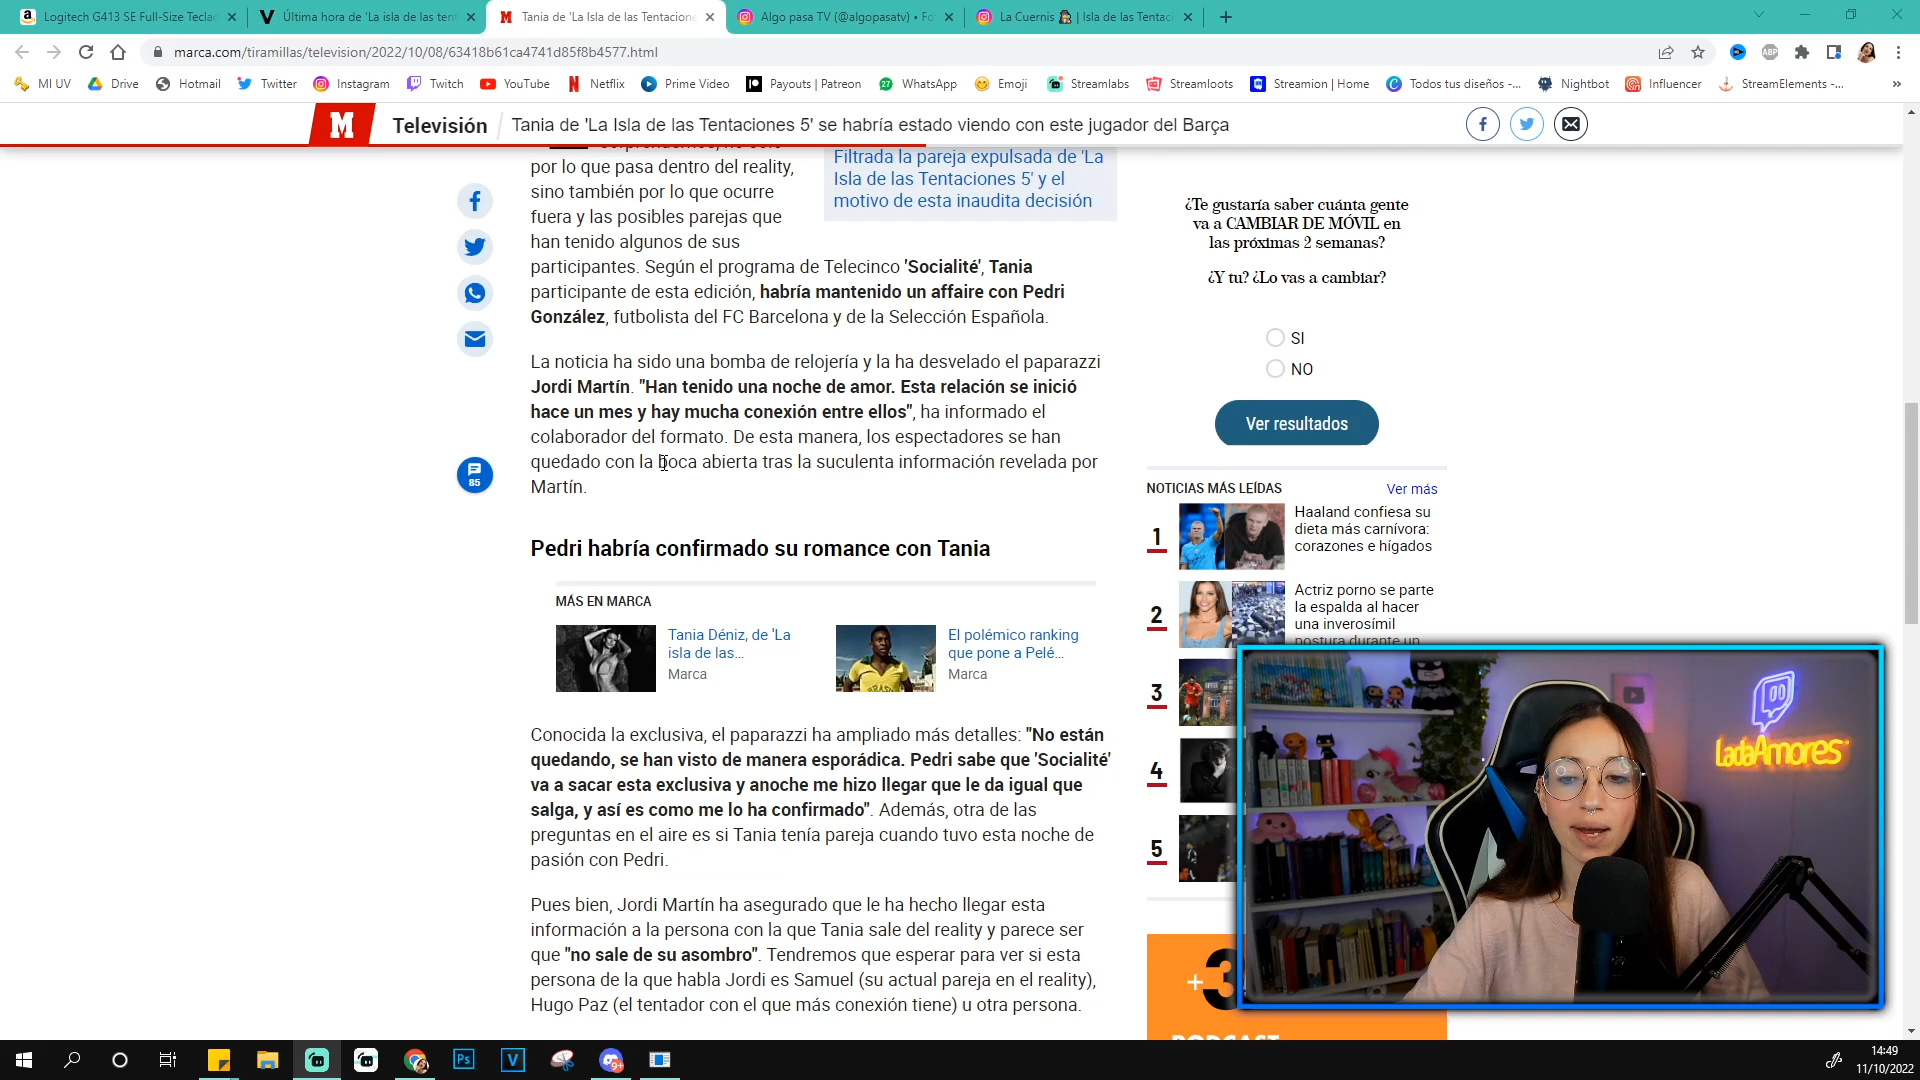 Logitech G413 SE Full-Size Tecla
Última hora de 'La isla de las tent
Tania de 'La Isla de las Tentacione
Algo pasa TV (@algopasatv) • Fo
La Cuernis | Isla de las Tentac
marca.com/tiramillas/television/2022/10/08/63418b61ca4741d85f8b4577.html
ABP
MI UV
Drive
Hotmail
Twitter
Instagram
Twitch
YouTube
Netflix
Prime Video
Payouts | Patreon
WhatsApp
Emoji
Streamlabs
Streamloots
Streamion | Home
Todos tus diseños -...
Nightbot
Influencer
StreamElements -...
M
Televisión
Tania de 'La Isla de las Tentaciones 5' se habría estado viendo con este jugador del Barça
por lo que pasa dentro del reality,
sino también por lo que ocurre
fuera y las posibles parejas que
han tenido algunos de sus
participantes. Según el programa de Telecinco 'Socialité', Tania
participante de esta edición, habría mantenido un affaire con Pedri
González, futbolista del FC Barcelona y de la Selección Española.
Filtrada la pareja expulsada de 'La
Isla de las Tentaciones 5' y el
motivo de esta inaudita decisión
La noticia ha sido una bomba de relojería y la ha desvelado el paparazzi
Jordi Martín. "Han tenido una noche de amor. Esta relación se inició
hace un mes y hay mucha conexión entre ellos", ha informado el
colaborador del formato. De esta manera, los espectadores se han
quedado con la boca abierta tras la suculenta información revelada por
Martín.
85
Pedri habría confirmado su romance con Tania
MÁS EN MARCA
Tania Déniz, de 'La
isla de las...
Marca
El polémico ranking
que pone a Pelé...
Marca
Conocida la exclusiva, el paparazzi ha ampliado más detalles: "No están
quedando, se han visto de manera esporádica. Pedri sabe que 'Socialité'
va a sacar esta exclusiva y anoche me hizo llegar que le da igual que
salga, y así es como me lo ha confirmado". Además, otra de las
preguntas en el aire es si Tania tenía pareja cuando tuvo esta noche de
pasión con Pedri.
Pues bien, Jordi Martín ha asegurado que le ha hecho llegar esta
información a la persona con la que Tania sale del reality y parece ser
que "no sale de su asombro". Tendremos que esperar para ver si esta
persona de la que habla Jordi es Samuel (su actual pareja en el reality),
Hugo Paz (el tentador con el que más conexión tiene) u otra persona.
¿Te gustaría saber cuánta gente
va a CAMBIAR DE MÓVIL en
las próximas 2 semanas?
¿Y tu? ¿Lo vas a cambiar?
SI
NO
Ver resultados
NOTICIAS MÁS LEÍDAS
Ver más
1
Haaland confiesa su
dieta más carnívora:
corazones e hígados
2
Actriz porno se parte
la espalda al hacer
una inverosímil
postura durante un
3
4
5
+3
PODCAST
LadaAmores
Ps
V
9+
14:49
11/10/2022